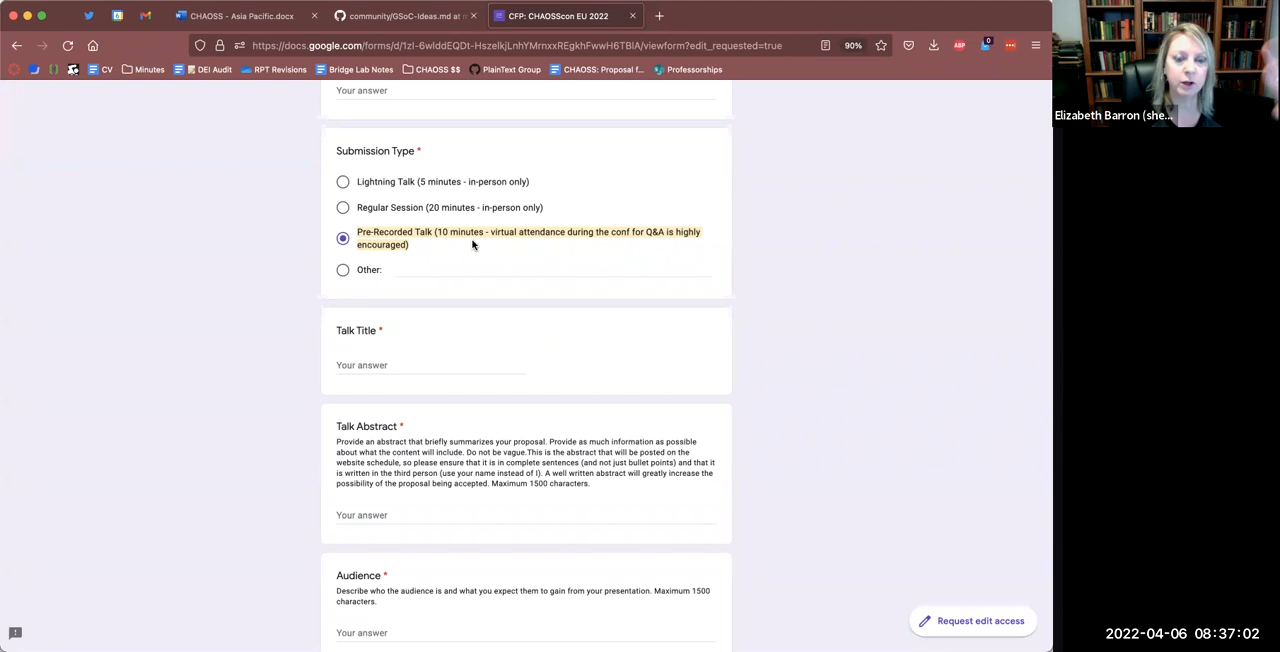 CHAOSS - Asia Pacific.docx
community/GSoC-Ideas.md at m
CFP: CHAOSScon EU 2022
https://docs.google.com/forms/d/1zI-6wIddEQDt-HszeIkjLnhYMrnxxREgkhFwwH6TBIA/viewform?edit_requested=true
90%
ABP
0
CV
Minutes
DEI Audit
RPT Revisions
Bridge Lab Notes
CHAOSS $$
PlainText Group
CHAOSS: Proposal f...
Professorships
Elizabeth Barron (she...
Your answer
Submission Type *
Lightning Talk (5 minutes - in-person only)
Regular Session (20 minutes - in-person only)
Pre-Recorded Talk (10 minutes - virtual attendance during the conf for Q&A is highly
encouraged)
Other:
Talk Title *
Your answer
Talk Abstract *
Provide an abstract that briefly summarizes your proposal. Provide as much information as possible
about what the content will include. Do not be vague.This is the abstract that will be posted on the
website schedule, so please ensure that it is in complete sentences (and not just bullet points) and that it
is written in the third person (use your name instead of I). A well written abstract will greatly increase the
possibility of the proposal being accepted. Maximum 1500 characters.
Your answer
Audience *
Describe who the audience is and what you expect them to gain from your presentation. Maximum 1500
characters.
Your answer
Request edit access
2022-04-06 08:37:02